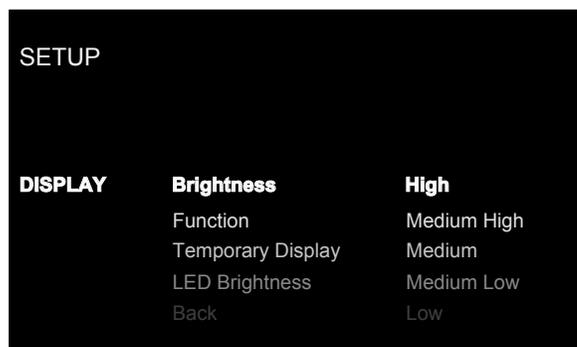 SETUP
DISPLAY Brightness High
Function Medium High
Temporary Display Medium
LED Brightness Medium Low
Back Low